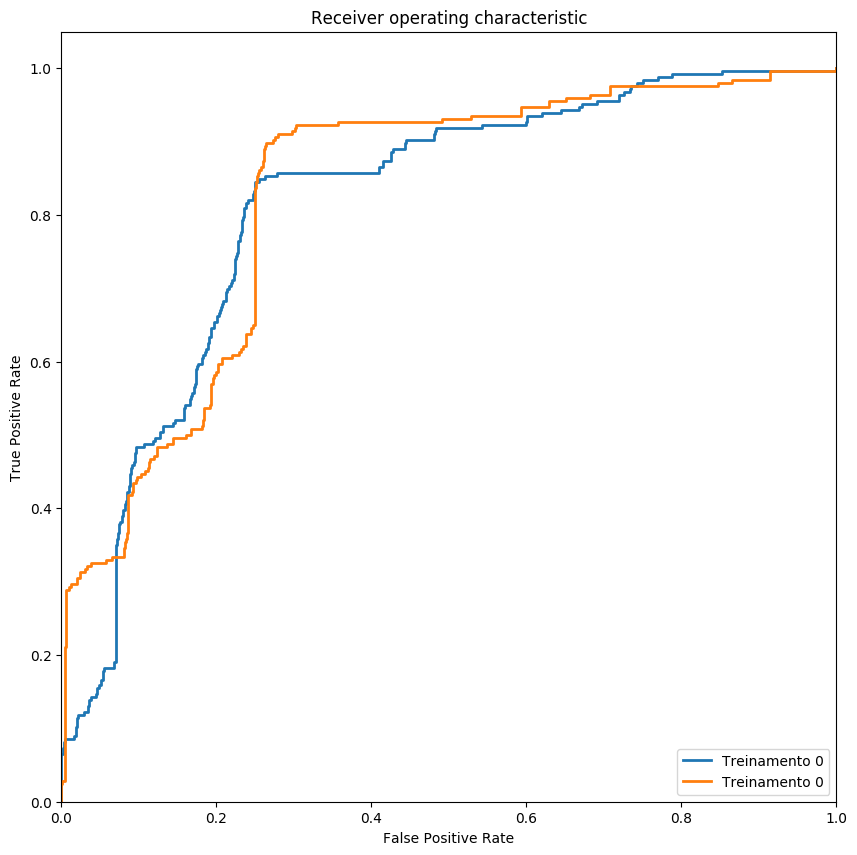 Receiver operating characteristic
True Positive Rate
1.0
0.8
0.6
0.4
0.2
0.0
0.0 0.2 0.4 0.6 0.8 1.0
False Positive Rate
Treinamento 0
Treinamento 0